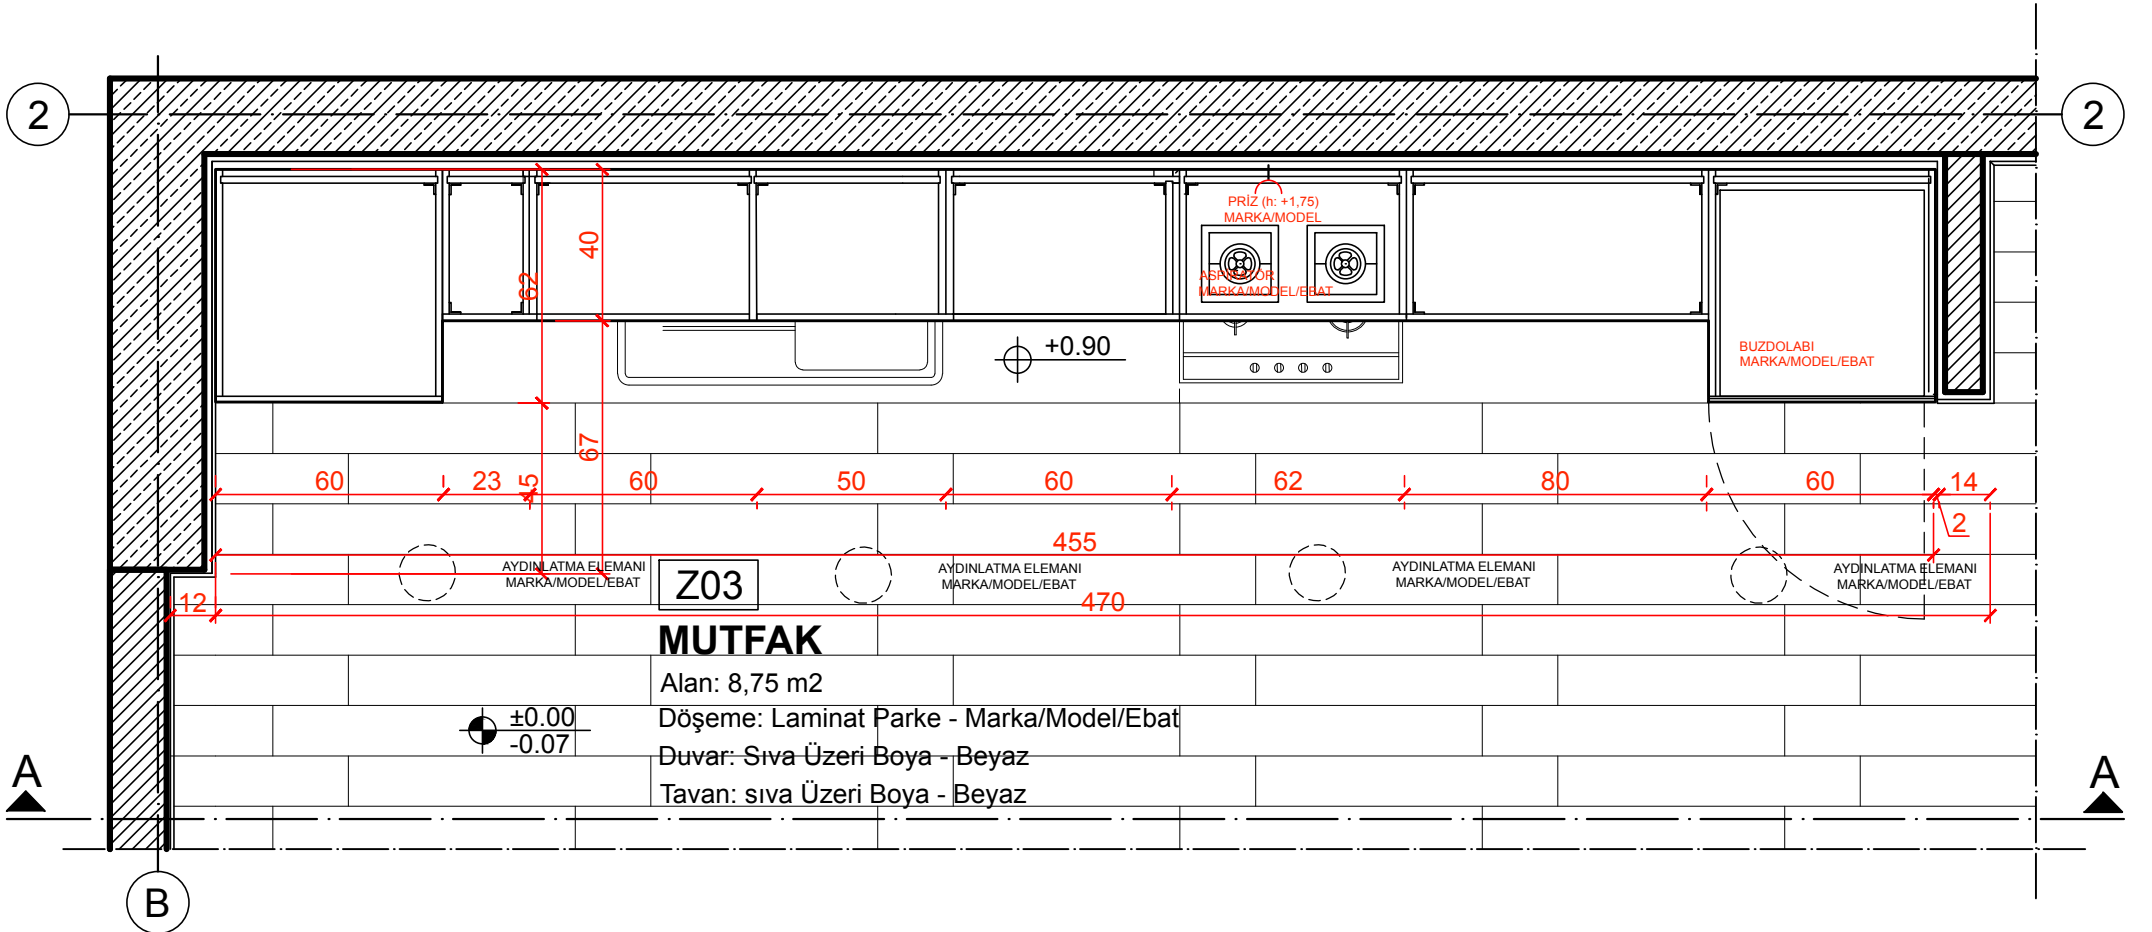 2
2
PRİZ (h: +1,75)
MARKA/MODEL
40
62
ASPİRATÖR
MARKA/MODEL/EBAT
+0.90
BUZDOLABI
MARKA/MODEL/EBAT
67
45
60
23
60
50
60
62
80
60
14
2
455
AYDINLATMA ELEMANI
MARKA/MODEL/EBAT
AYDINLATMA ELEMANI
MARKA/MODEL/EBAT
AYDINLATMA ELEMANI
MARKA/MODEL/EBAT
AYDINLATMA ELEMANI
MARKA/MODEL/EBAT
Z03
12
470
MUTFAK
Alan: 8,75 m2
±0.00
-0.07
Döşeme: Laminat Parke - Marka/Model/Ebat
Duvar: Sıva Üzeri Boya - Beyaz
Tavan: sıva Üzeri Boya - Beyaz
A
A
B